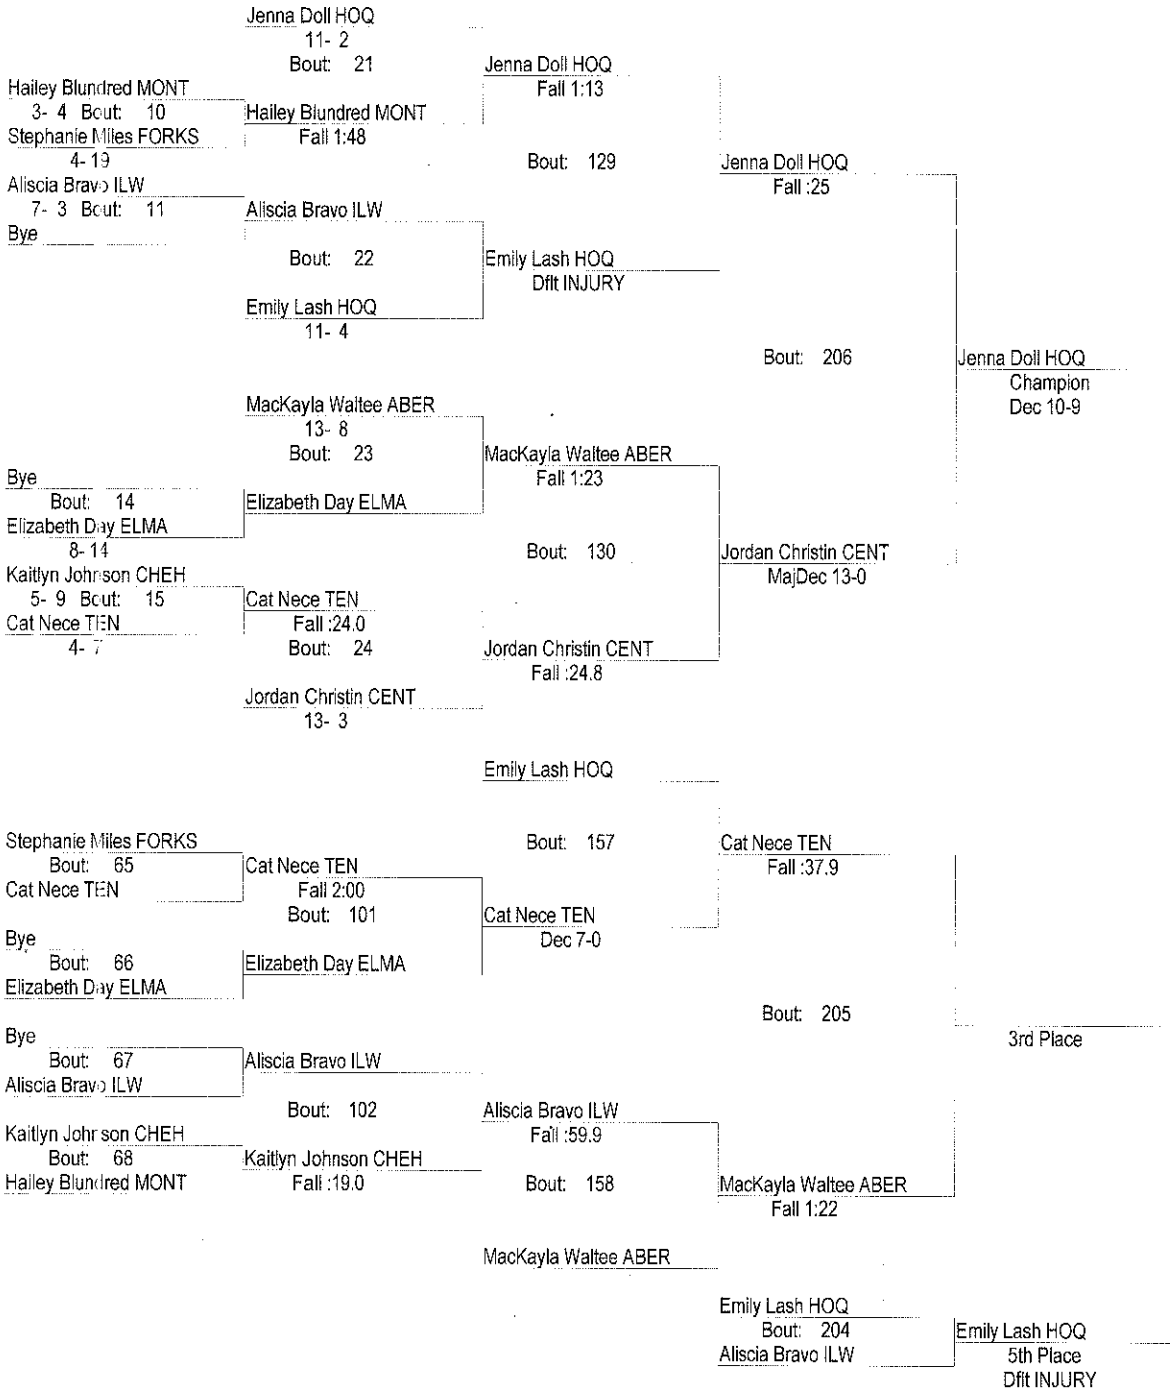 Jenna Doll HOQ
11- 2
Bout: 21
Jenna Doll HOQ
Fall 1:13
Hailey Blundred MONT
3- 4 Bout: 10
Hailey Blundred MONT
Fall 1:48
Stephanie Miles FORKS
4- 19
Bout: 129
Jenna Doll HOQ
Fall :25
Aliscia Bravo ILW
7- 3 Bout: 11
Aliscia Bravo ILW
Bye
Bout: 22
Emily Lash HOQ
Dflt INJURY
Emily Lash HOQ
11- 4
Bout: 206
Jenna Doll HOQ
Champion
Dec 10-9
MacKayla Waltee ABER
13- 8
Bout: 23
MacKayla Waltee ABER
Fall 1:23
Bye
Bout: 14
Elizabeth Day ELMA
Elizabeth Day ELMA
8- 14
Bout: 130
Jordan Christin CENT
MajDec 13-0
Kaitlyn Johnson CHEH
5- 9 Bout: 15
Cat Nece TEN
Fall :24.0
Cat Nece TEN
4- 7
Bout: 24
Jordan Christin CENT
Fall :24.8
Jordan Christin CENT
13- 3
Emily Lash HOQ
Stephanie Miles FORKS
Bout: 65
Cat Nece TEN
Cat Nece TEN
Fall 2:00
Bout: 157
Cat Nece TEN
Fall :37.9
Bout: 101
Cat Nece TEN
Dec 7-0
Bye
Bout: 66
Elizabeth Day ELMA
Elizabeth Day ELMA
Bout: 205
3rd Place
Bye
Bout: 67
Aliscia Bravo ILW
Aliscia Bravo ILW
Bout: 102
Aliscia Bravo ILW
Fall :59.9
Kaitlyn Johnson CHEH
Bout: 68
Hailey Blundred MONT
Kaitlyn Johnson CHEH
Fall :19.0
Bout: 158
MacKayla Waltee ABER
Fall 1:22
MacKayla Waltee ABER
Emily Lash HOQ
Bout: 204
Aliscia Bravo ILW
Emily Lash HOQ
5th Place
Dflt INJURY